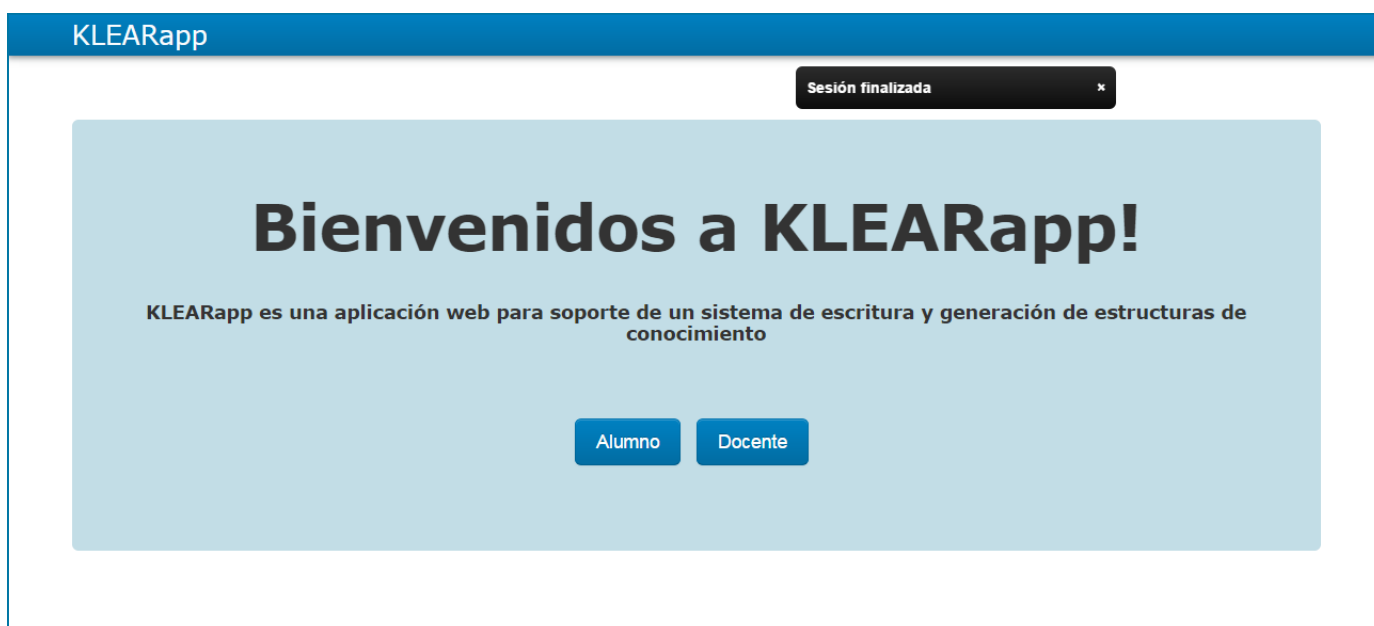 KLEARapp
Sesión finalizada ×
Bienvenidos a KLEARapp!
KLEARapp es una aplicación web para soporte de un sistema de escritura y generación de estructuras de
conocimiento
Alumno Docente